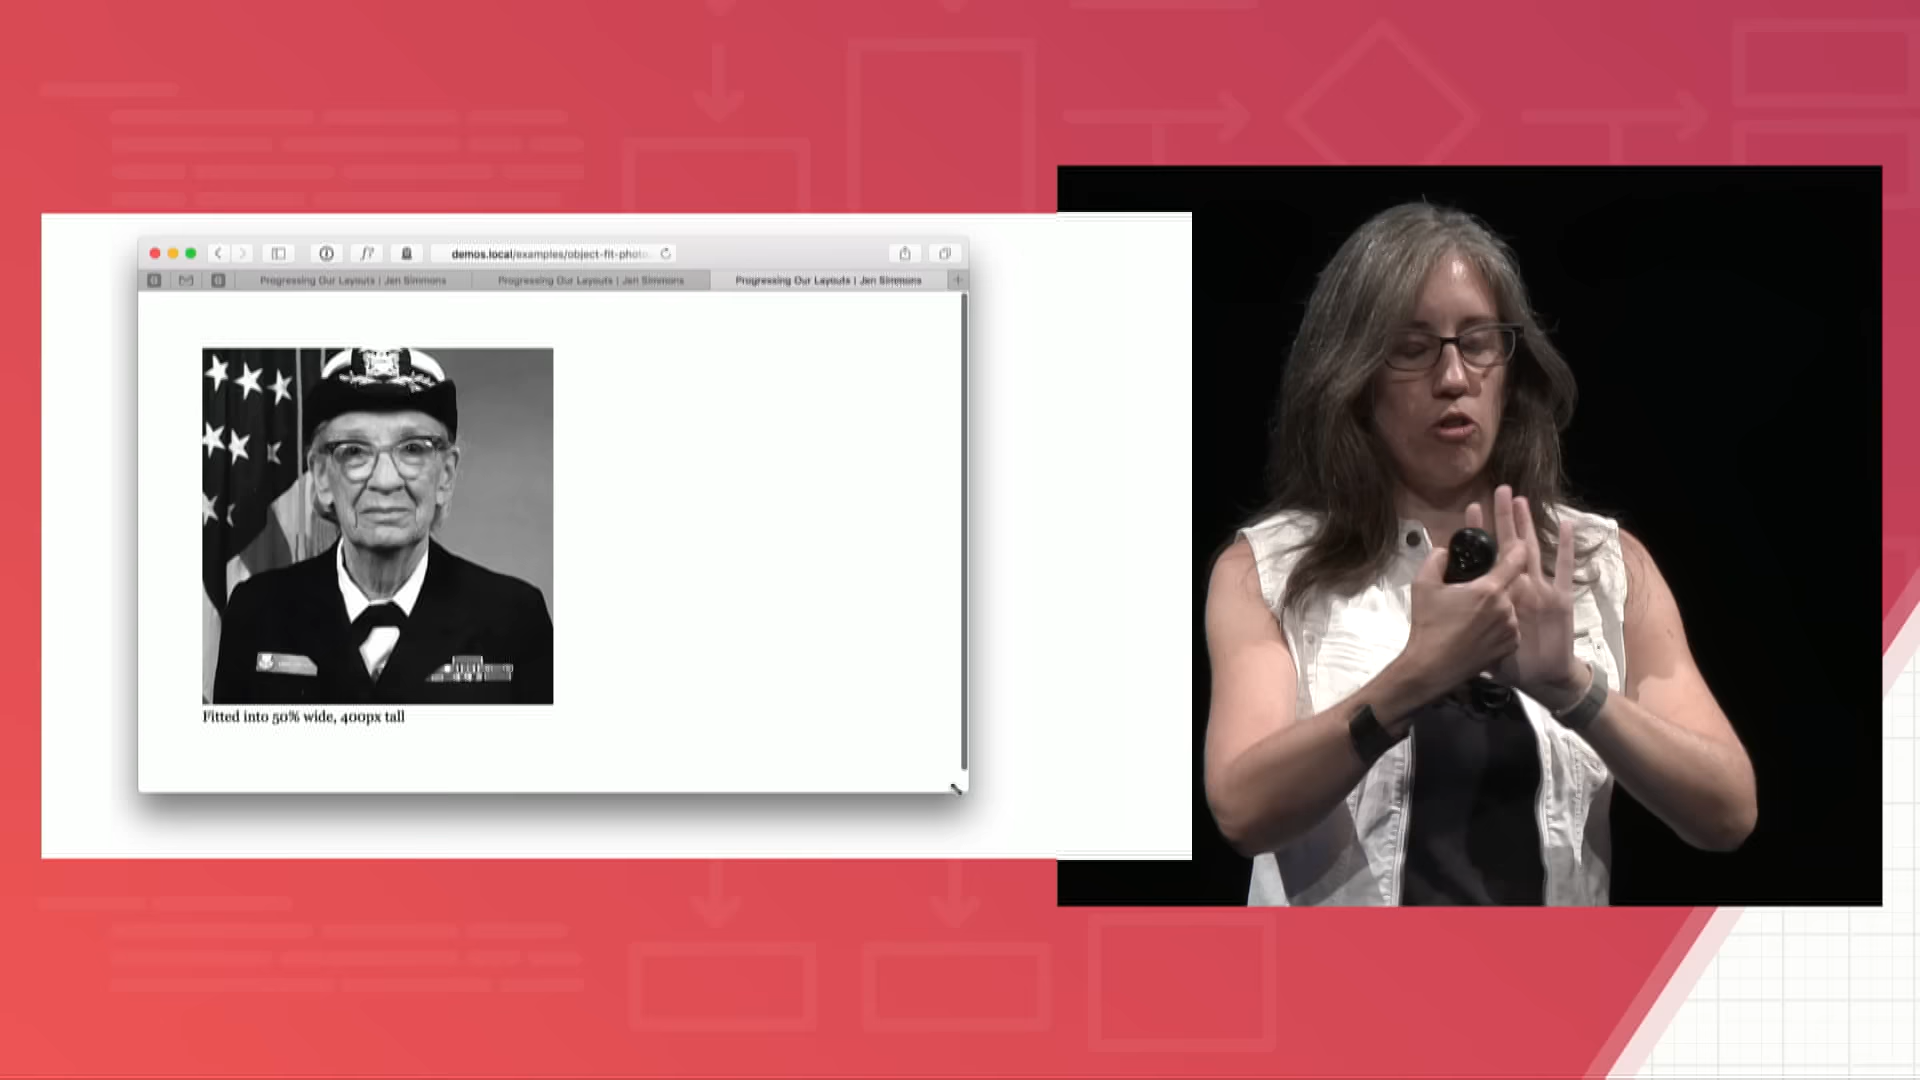 demos.local/examples/object-fit-photo
Progressing Our Layouts | Jen Simmons
Progressing Our Layouts | Jen Simmons
Progressing Our Layouts | Jen Simmons
Fitted into 50% wide, 400px tall